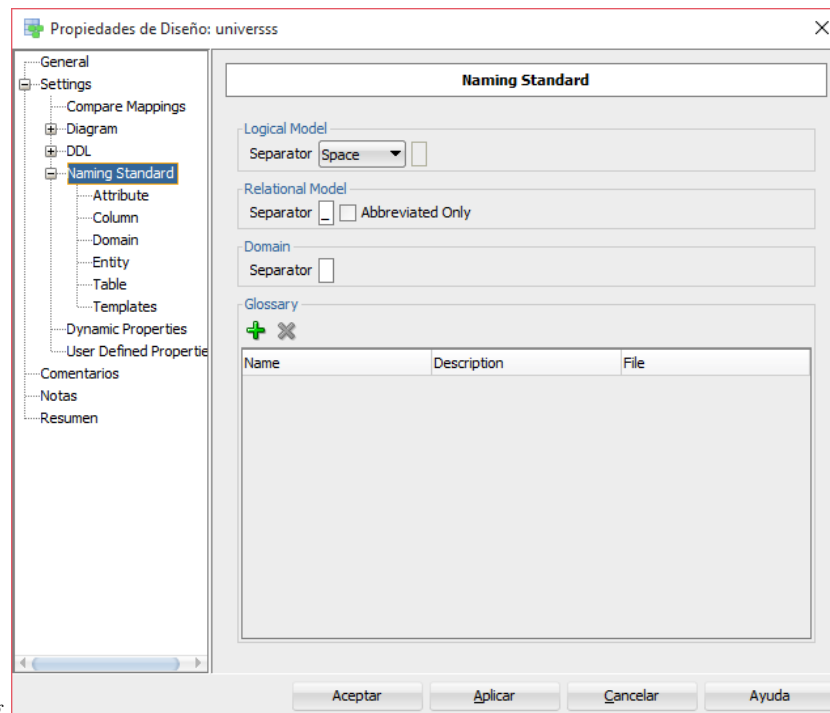 Propiedades de Diseño: universss
General
Settings
Compare Mappings
Diagram
DDL
Naming Standard
Attribute
Column
Domain
Entity
Table
Templates
Dynamic Properties
User Defined Propertie
Comentarios
Notas
Resumen
Naming Standard
Logical Model
Separator Space
Relational Model
Separator _ Abbreviated Only
Domain
Separator
Glossary
Name Description File
Aceptar Aplicar Cancelar Ayuda